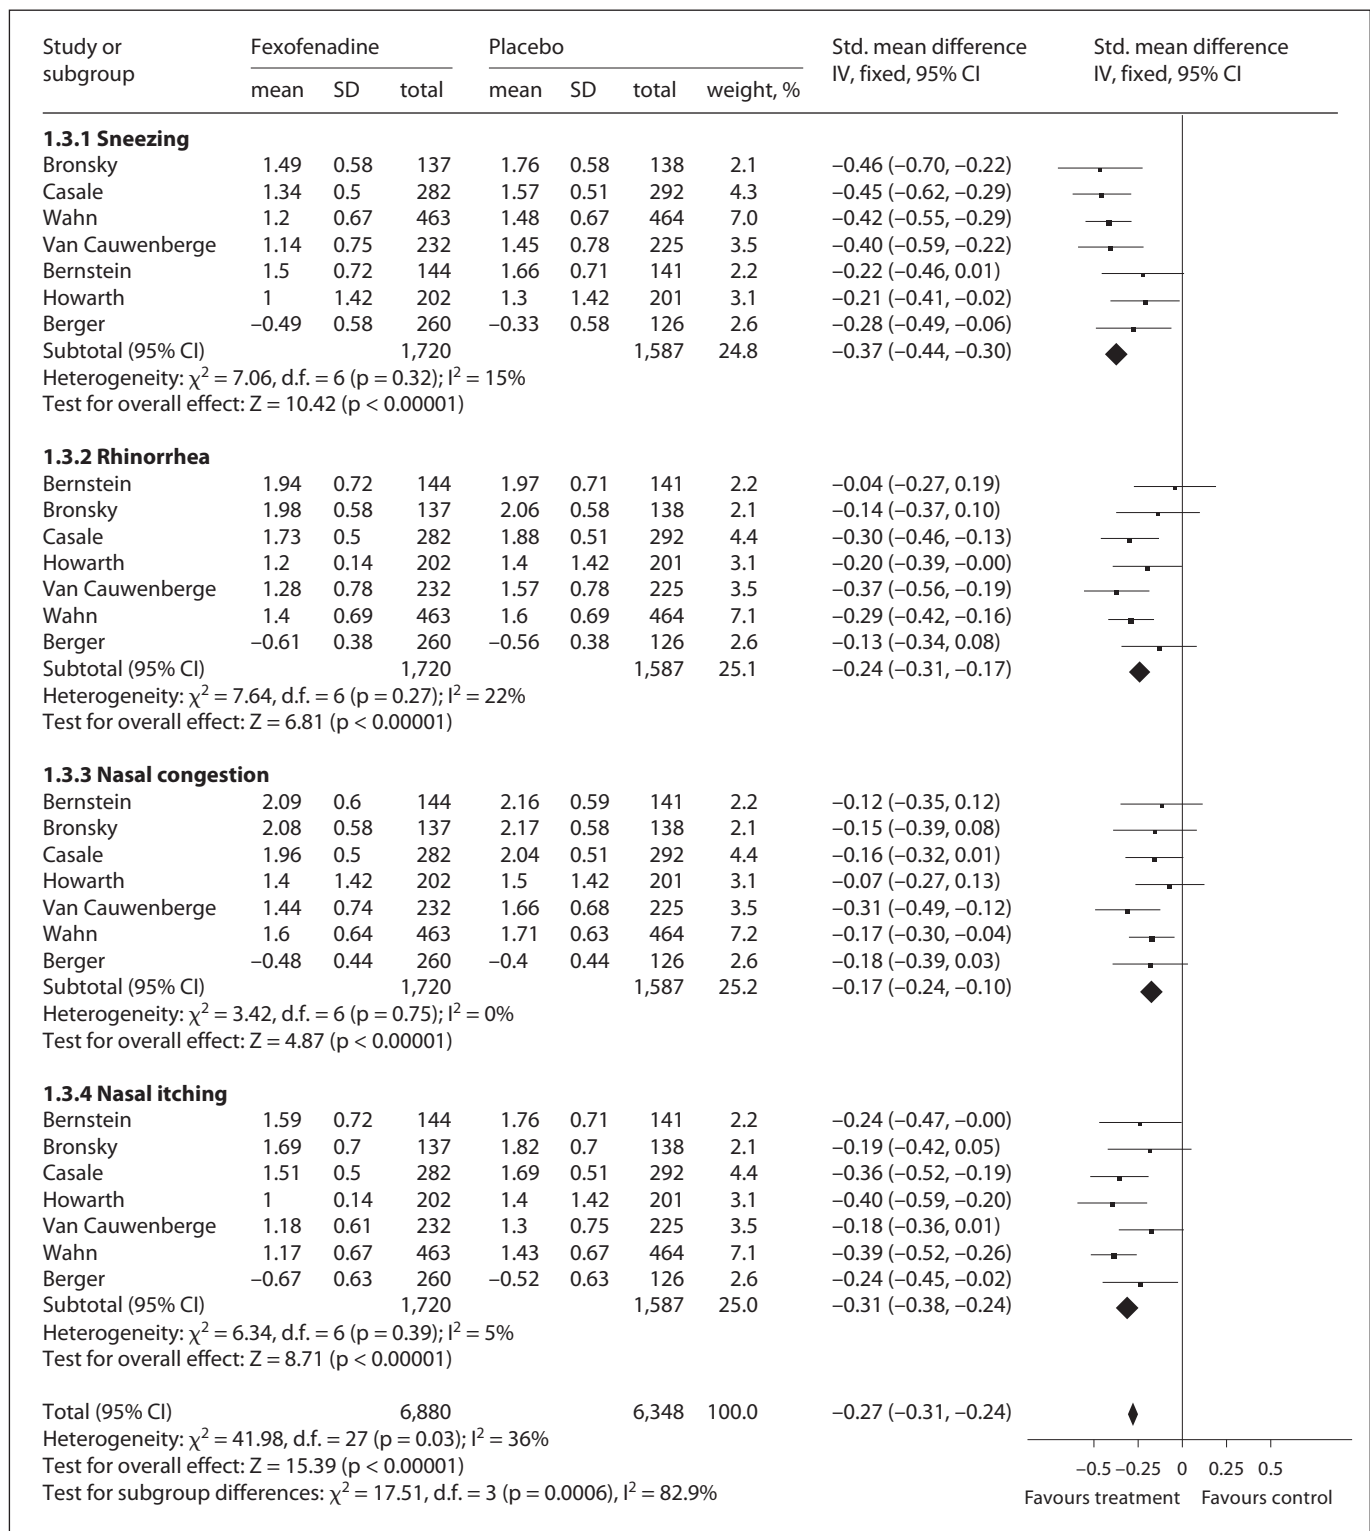 Study or subgroup Fexofenadine Placebo Std. mean difference IV, fixed, 95% CI Std. mean difference IV, fixed, 95% CI
mean SD total mean SD total weight, %
1.3.1 Sneezing
Bronsky 1.49 0.58 137 1.76 0.58 138 2.1 –0.46 (–0.70, –0.22)
Casale 1.34 0.5 282 1.57 0.51 292 4.3 –0.45 (–0.62, –0.29)
Wahn 1.2 0.67 463 1.48 0.67 464 7.0 –0.42 (–0.55, –0.29)
Van Cauwenberge 1.14 0.75 232 1.45 0.78 225 3.5 –0.40 (–0.59, –0.22)
Bernstein 1.5 0.72 144 1.66 0.71 141 2.2 –0.22 (–0.46, 0.01)
Howarth 1 1.42 202 1.3 1.42 201 3.1 –0.21 (–0.41, –0.02)
Berger –0.49 0.58 260 –0.33 0.58 126 2.6 –0.28 (–0.49, –0.06)
Subtotal (95% CI) 1,720 1,587 24.8 –0.37 (–0.44, –0.30)
Heterogeneity: χ² = 7.06, d.f. = 6 (p = 0.32); I² = 15%
Test for overall effect: Z = 10.42 (p < 0.00001)
1.3.2 Rhinorrhea
Bernstein 1.94 0.72 144 1.97 0.71 141 2.2 –0.04 (–0.27, 0.19)
Bronsky 1.98 0.58 137 2.06 0.58 138 2.1 –0.14 (–0.37, 0.10)
Casale 1.73 0.5 282 1.88 0.51 292 4.4 –0.30 (–0.46, –0.13)
Howarth 1.2 0.14 202 1.4 1.42 201 3.1 –0.20 (–0.39, –0.00)
Van Cauwenberge 1.28 0.78 232 1.57 0.78 225 3.5 –0.37 (–0.56, –0.19)
Wahn 1.4 0.69 463 1.6 0.69 464 7.1 –0.29 (–0.42, –0.16)
Berger –0.61 0.38 260 –0.56 0.38 126 2.6 –0.13 (–0.34, 0.08)
Subtotal (95% CI) 1,720 1,587 25.1 –0.24 (–0.31, –0.17)
Heterogeneity: χ² = 7.64, d.f. = 6 (p = 0.27); I² = 22%
Test for overall effect: Z = 6.81 (p < 0.00001)
1.3.3 Nasal congestion
Bernstein 2.09 0.6 144 2.16 0.59 141 2.2 –0.12 (–0.35, 0.12)
Bronsky 2.08 0.58 137 2.17 0.58 138 2.1 –0.15 (–0.39, 0.08)
Casale 1.96 0.5 282 2.04 0.51 292 4.4 –0.16 (–0.32, 0.01)
Howarth 1.4 1.42 202 1.5 1.42 201 3.1 –0.07 (–0.27, 0.13)
Van Cauwenberge 1.44 0.74 232 1.66 0.68 225 3.5 –0.31 (–0.49, –0.12)
Wahn 1.6 0.64 463 1.71 0.63 464 7.2 –0.17 (–0.30, –0.04)
Berger –0.48 0.44 260 –0.4 0.44 126 2.6 –0.18 (–0.39, 0.03)
Subtotal (95% CI) 1,720 1,587 25.2 –0.17 (–0.24, –0.10)
Heterogeneity: χ² = 3.42, d.f. = 6 (p = 0.75); I² = 0%
Test for overall effect: Z = 4.87 (p < 0.00001)
1.3.4 Nasal itching
Bernstein 1.59 0.72 144 1.76 0.71 141 2.2 –0.24 (–0.47, –0.00)
Bronsky 1.69 0.7 137 1.82 0.7 138 2.1 –0.19 (–0.42, 0.05)
Casale 1.51 0.5 282 1.69 0.51 292 4.4 –0.36 (–0.52, –0.19)
Howarth 1 0.14 202 1.4 1.42 201 3.1 –0.40 (–0.59, –0.20)
Van Cauwenberge 1.18 0.61 232 1.3 0.75 225 3.5 –0.18 (–0.36, 0.01)
Wahn 1.17 0.67 463 1.43 0.67 464 7.1 –0.39 (–0.52, –0.26)
Berger –0.67 0.63 260 –0.52 0.63 126 2.6 –0.24 (–0.45, –0.02)
Subtotal (95% CI) 1,720 1,587 25.0 –0.31 (–0.38, –0.24)
Heterogeneity: χ² = 6.34, d.f. = 6 (p = 0.39); I² = 5%
Test for overall effect: Z = 8.71 (p < 0.00001)
Total (95% CI) 6,880 6,348 100.0 –0.27 (–0.31, –0.24)
Heterogeneity: χ² = 41.98, d.f. = 27 (p = 0.03); I² = 36%
Test for overall effect: Z = 15.39 (p < 0.00001)
Test for subgroup differences: χ² = 17.51, d.f. = 3 (p = 0.0006), I² = 82.9%
–0.5 –0.25 0 0.25 0.5
Favours treatment Favours control